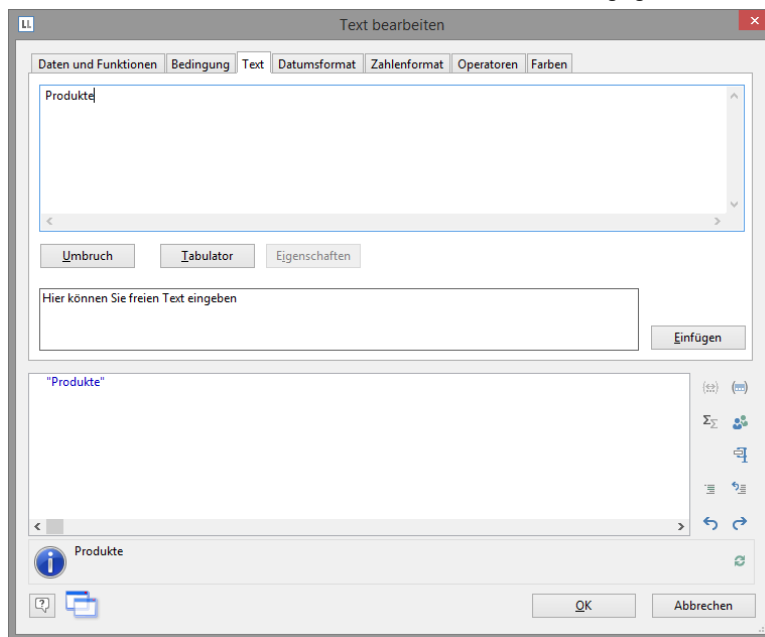 LL Text bearbeiten
Daten und Funktionen Bedingung Text Datumsformat Zahlenformat Operatoren Farben
Produkte
Umbruch Tabulator Eigenschaften
Hier können Sie freien Text eingeben
Einfügen
"Produkte"
Produkte
OK Abbrechen